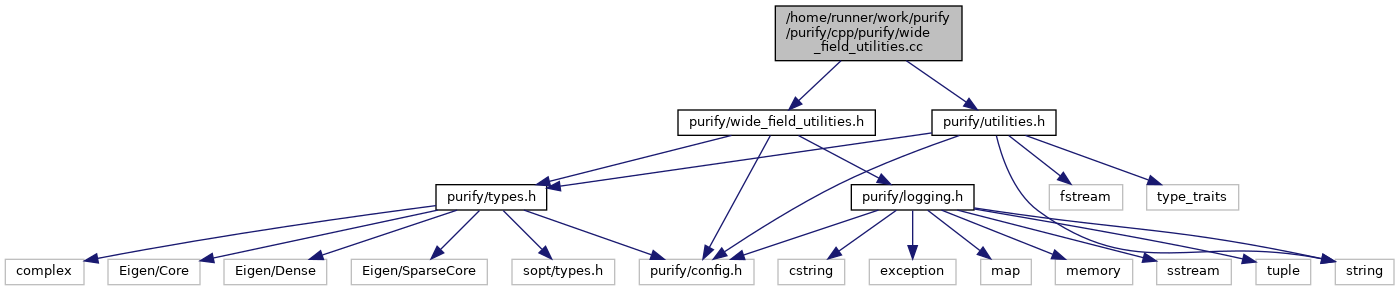 /home/runner/work/purify
/purify/cpp/purify/wide
_field_utilities.cc
purify/wide_field_utilities.h
purify/utilities.h
purify/types.h
purify/logging.h
fstream
type_traits
complex
Eigen/Core
Eigen/Dense
Eigen/SparseCore
sopt/types.h
purify/config.h
cstring
exception
map
memory
sstream
tuple
string